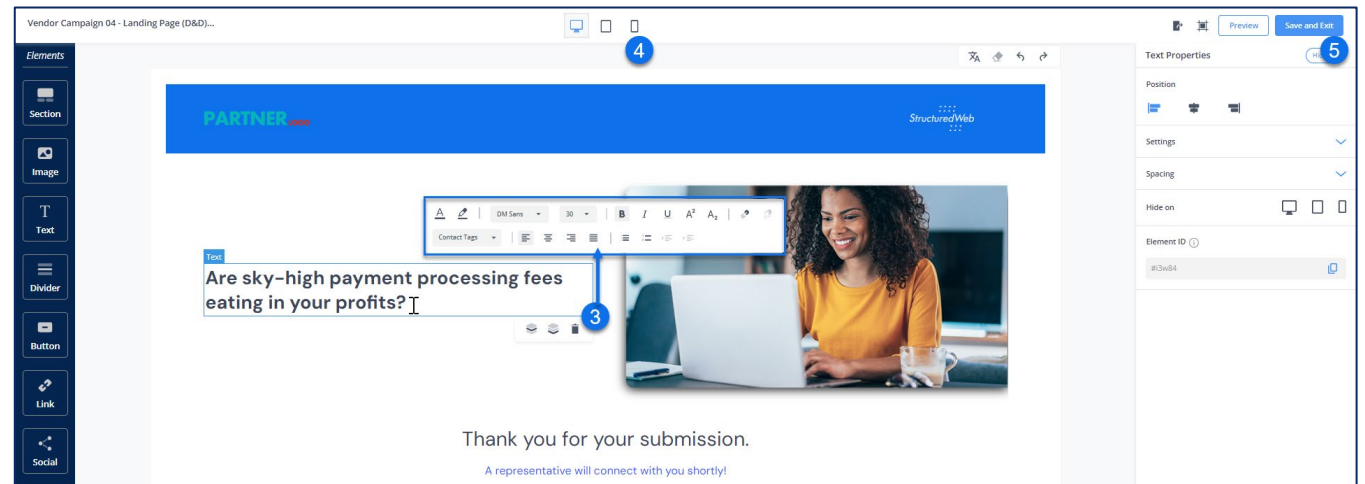 Vendor Campaign 04 - Landing Page (D&D)...
Preview
Save and Exit
4
5
Elements
Section
Image
Text
Divider
Button
Link
Social
PARTNER
StructuredWeb
A
DM Sans
30
B I U A² A₂
Contact Tags
Text
Are sky-high payment processing fees
eating in your profits?
3
Thank you for your submission.
A representative will connect with you shortly!
Text Properties
Position
Settings
Spacing
Hide on
Element ID
#i3w84